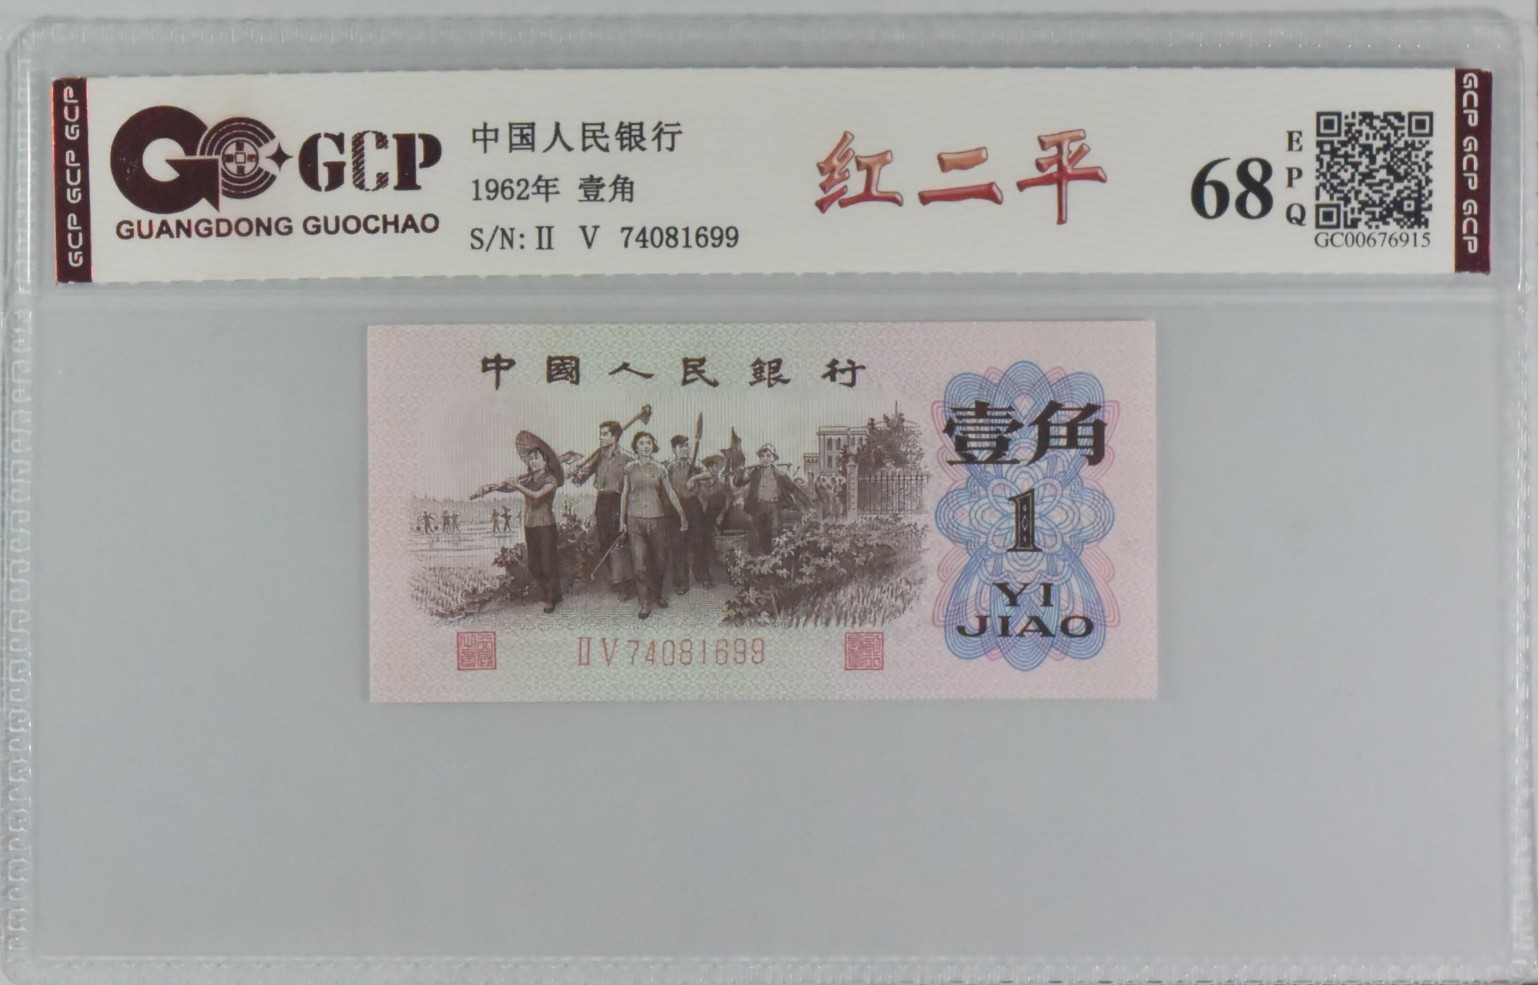 GCP GCP GCP
GCP
GUANGDONG GUOCHAO
中国人民银行
1962年 壹角
S/N: II V 74081699
红二平
68
EPQ
GC00676915
GCP GCP GCP
中國人民銀行
壹角
1
YI
JIAO
II V 74081699